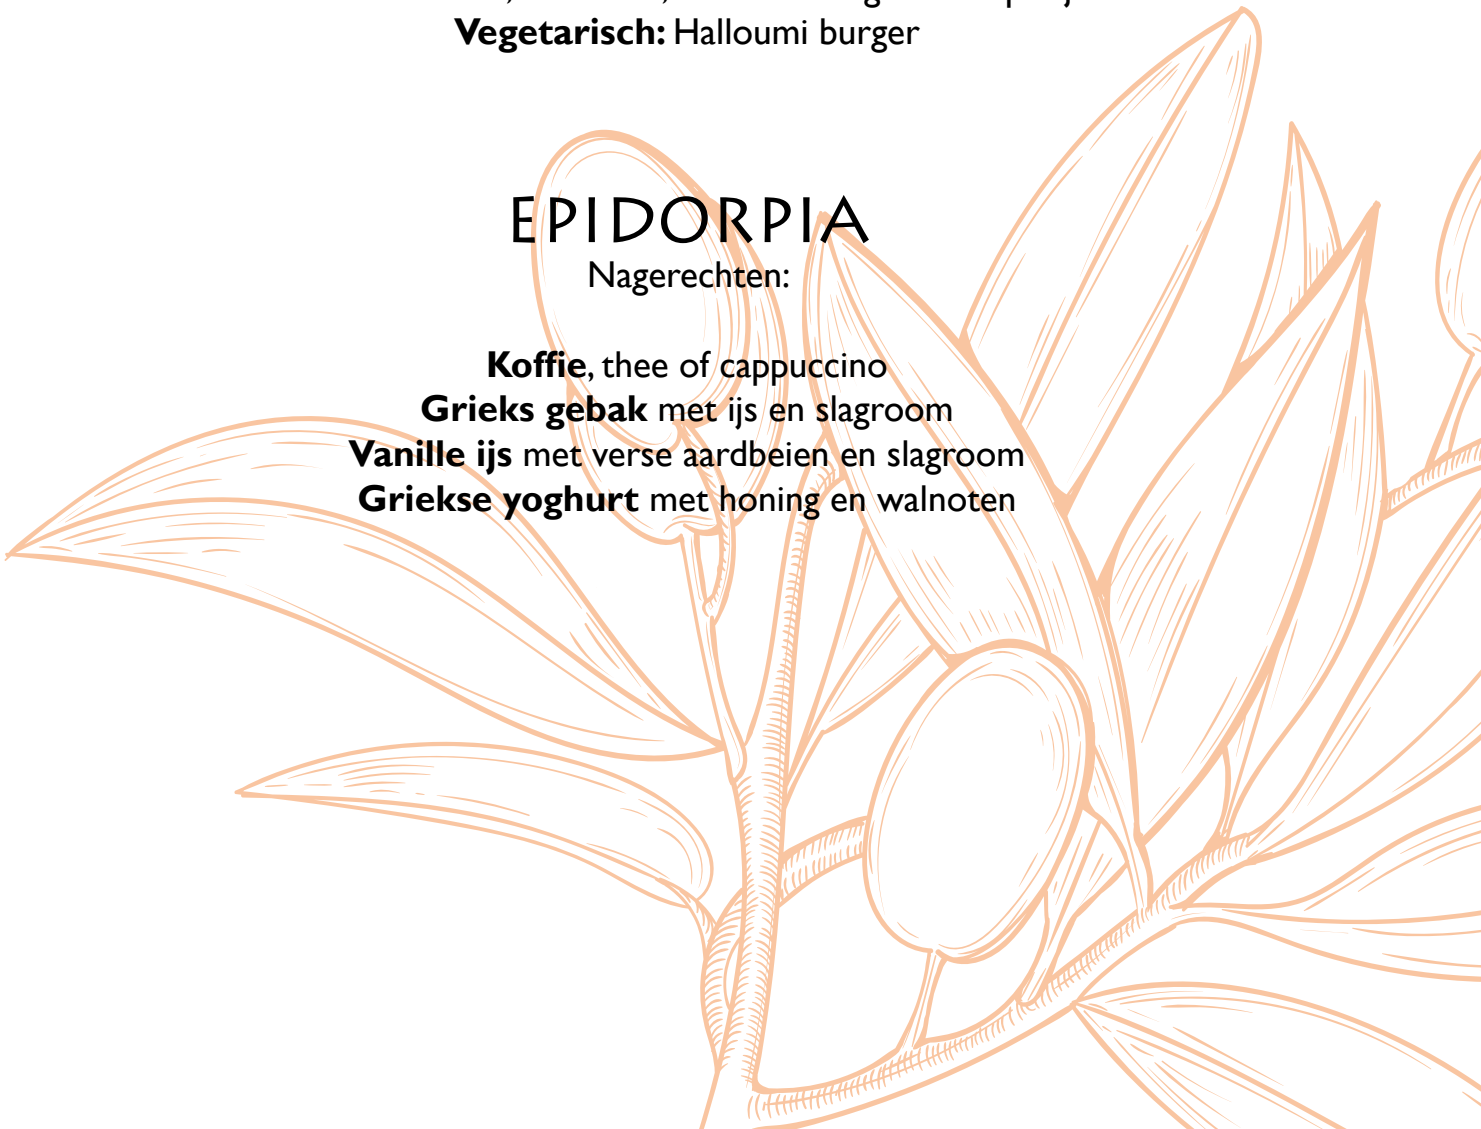 Vegetarisch: Halloumi burger
EPIDORPIA
Nagerechten:
Koffie, thee of cappuccino
Grieks gebak met ijs en slagroom
Vanille ijs met verse aardbeien en slagroom
Griekse yoghurt met honing en walnoten